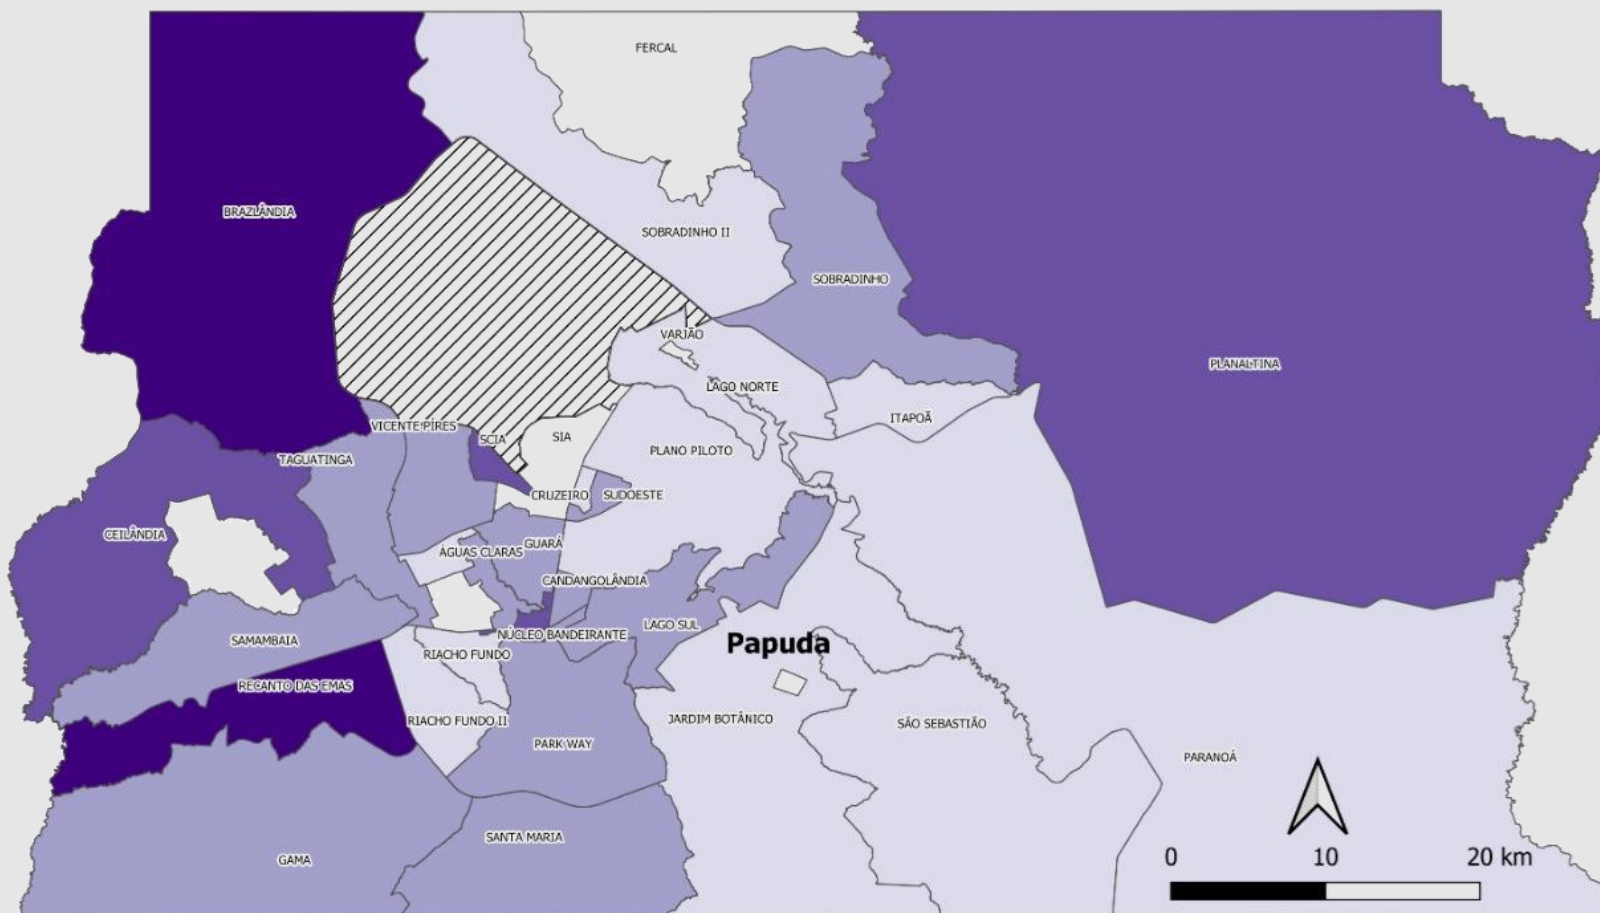 FERCAL
BRAZLÂNDIA
SOBRADINHO II
SOBRADINHO
VARJÃO
PLANALTINA
LAGO NORTE
ITAPOÃ
VICENTE PÍRES
SCIA
SIA
PLANO PILOTO
TAGUATINGA
CRUZEIRO
SUDOESTE
CEILÂNDIA
ÁGUAS CLARAS
GUARÁ
CANDANGOLÂNDIA
LAGO SUL
NÚCLEO BANDEIRANTE
SAMAMBAIA
Papuda
RIACHO FUNDO
RECANTO DAS EMAS
RIACHO FUNDO II
JARDIM BOTÂNICO
SÃO SEBASTIÃO
PARK WAY
PARANOÁ
SANTA MARIA
GAMA
0 10 20 km